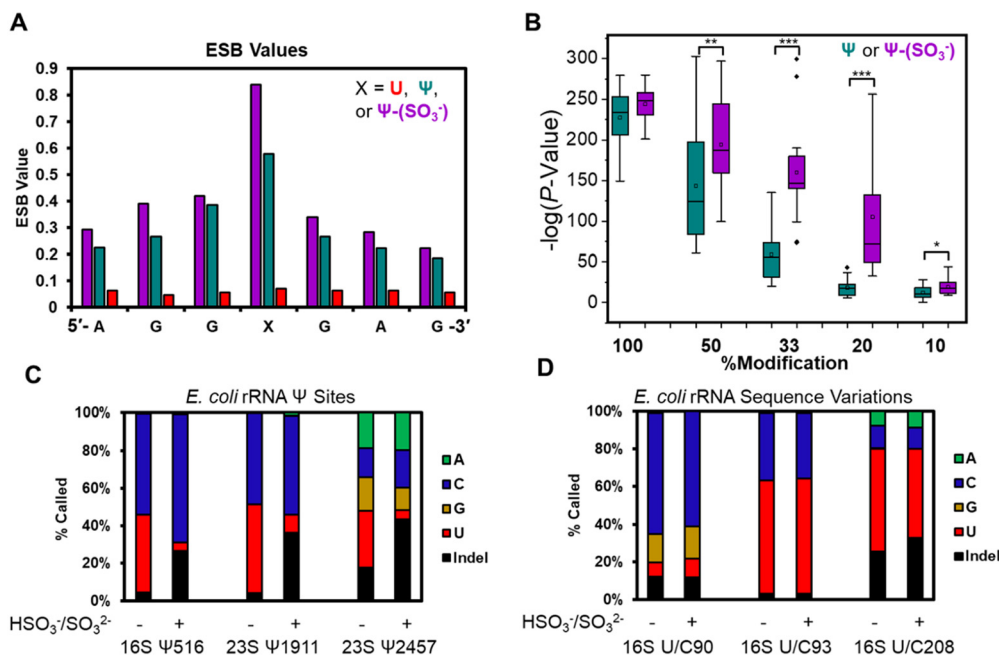 A
ESB Values
0.9
0.8
0.7
0.6
0.5
0.4
0.3
0.2
0.1
0
ESB Value
X = U, Ψ,
or Ψ-(SO₃⁻)
5′- A G G X G A G -3′
B
Ψ or Ψ-(SO₃⁻)
** *** *** *
300
250
200
150
100
50
0
-log(P-Value)
100 50 33 20 10
%Modification
C
E. coli rRNA Ψ Sites
100%
80%
60%
40%
20%
0%
% Called
A
C
G
U
Indel
- + - + - +
HSO₃⁻/SO₃²⁻
16S Ψ516 23S Ψ1911 23S Ψ2457
D
E. coli rRNA Sequence Variations
100%
80%
60%
40%
20%
0%
% Called
A
C
G
U
Indel
- + - + - +
HSO₃⁻/SO₃²⁻
16S U/C90 16S U/C93 16S U/C208